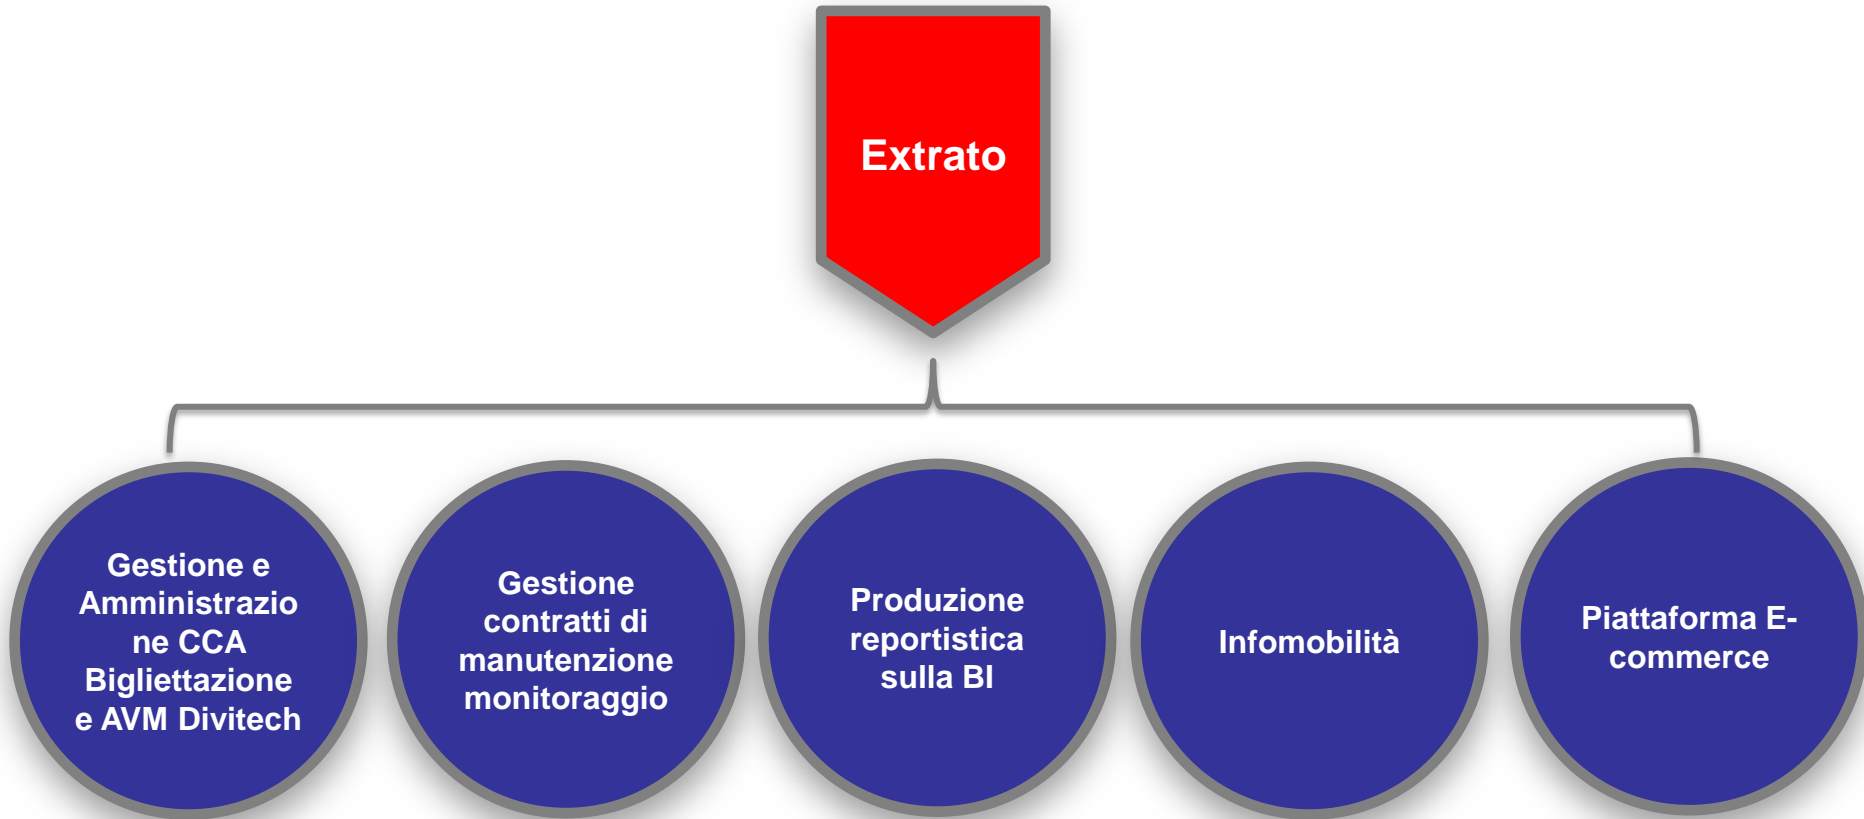 Extrato
Gestione e
Amministrazio
ne CCA
Bigliettazione
e AVM Divitech
Gestione
contratti di
manutenzione
monitoraggio
Produzione
reportistica
sulla BI
Infomobilità
Piattaforma E-
commerce